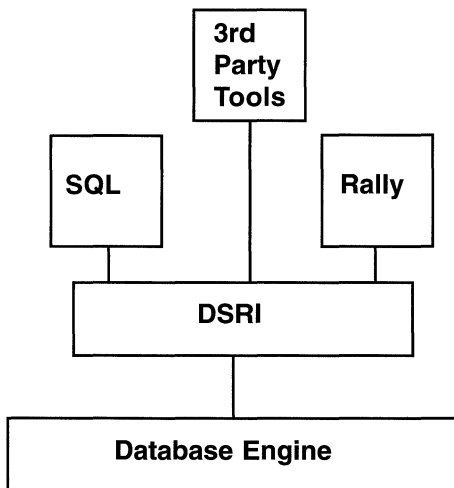 3rd
Party
Tools
SQL
Rally
DSRI
Database Engine